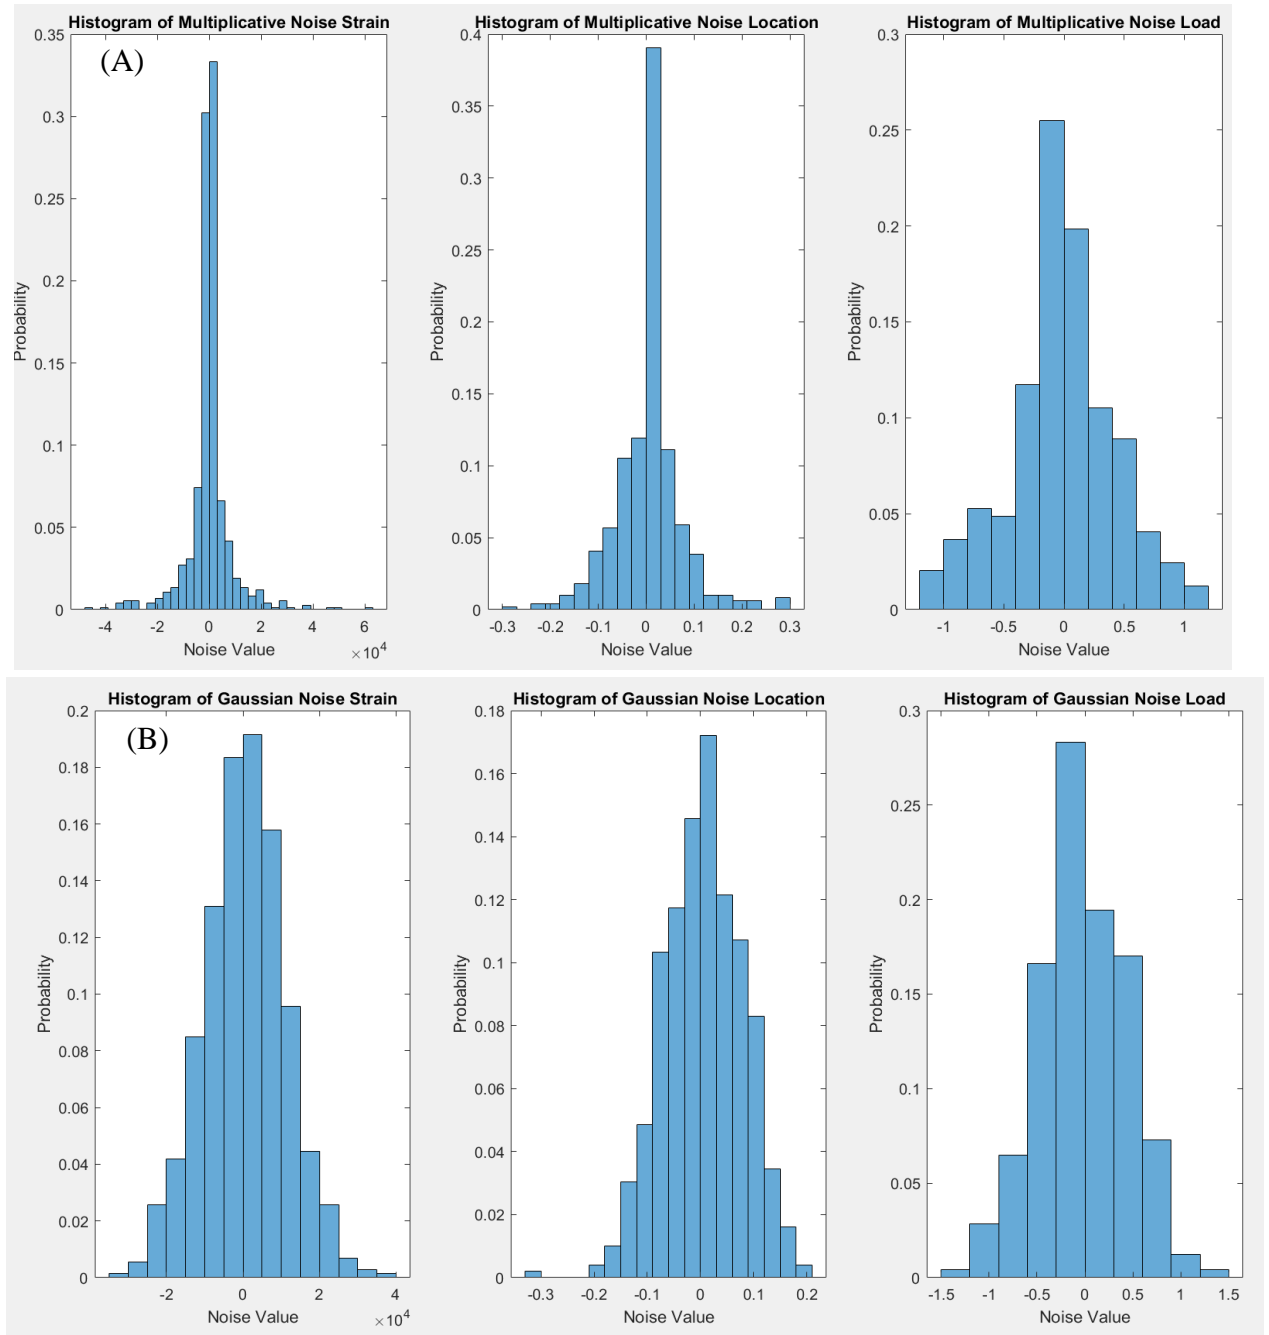 Histogram of Multiplicative Noise Strain
(A)
0.35
0.3
0.25
0.2
0.15
0.1
0.05
0
Probability
-4 -2 0 2 4 6
Noise Value
×10^4
Histogram of Multiplicative Noise Location
0.4
0.35
0.3
0.25
0.2
0.15
0.1
0.05
0
Probability
-0.3 -0.2 -0.1 0 0.1 0.2 0.3
Noise Value
Histogram of Multiplicative Noise Load
0.3
0.25
0.2
0.15
0.1
0.05
0
Probability
-1 -0.5 0 0.5 1
Noise Value
Histogram of Gaussian Noise Strain
(B)
0.2
0.18
0.16
0.14
0.12
0.1
0.08
0.06
0.04
0.02
0
Probability
-2 0 2 4
Noise Value
×10^4
Histogram of Gaussian Noise Location
0.18
0.16
0.14
0.12
0.1
0.08
0.06
0.04
0.02
0
Probability
-0.3 -0.2 -0.1 0 0.1 0.2
Noise Value
Histogram of Gaussian Noise Load
0.3
0.25
0.2
0.15
0.1
0.05
0
Probability
-1.5 -1 -0.5 0 0.5 1 1.5
Noise Value